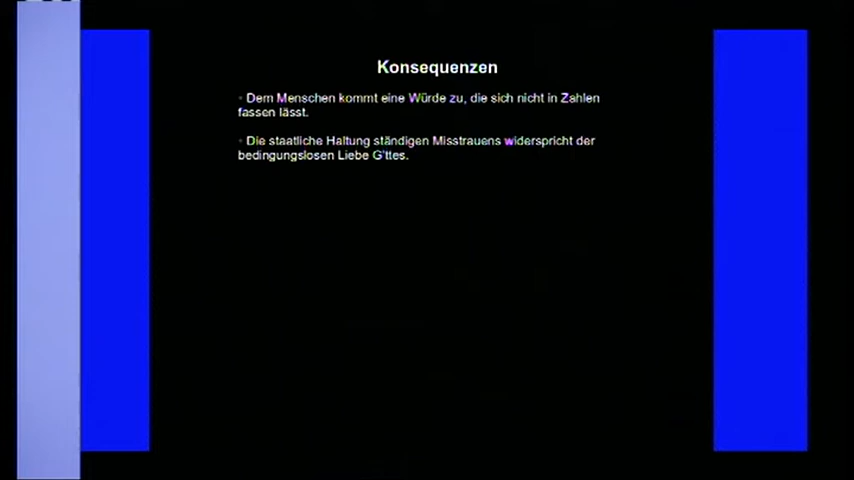 Konsequenzen
• Dem Menschen kommt eine Würde zu, die sich nicht in Zahlen
fassen lässt.
• Die staatliche Haltung ständigen Misstrauens widerspricht der
bedingungslosen Liebe G'ttes.